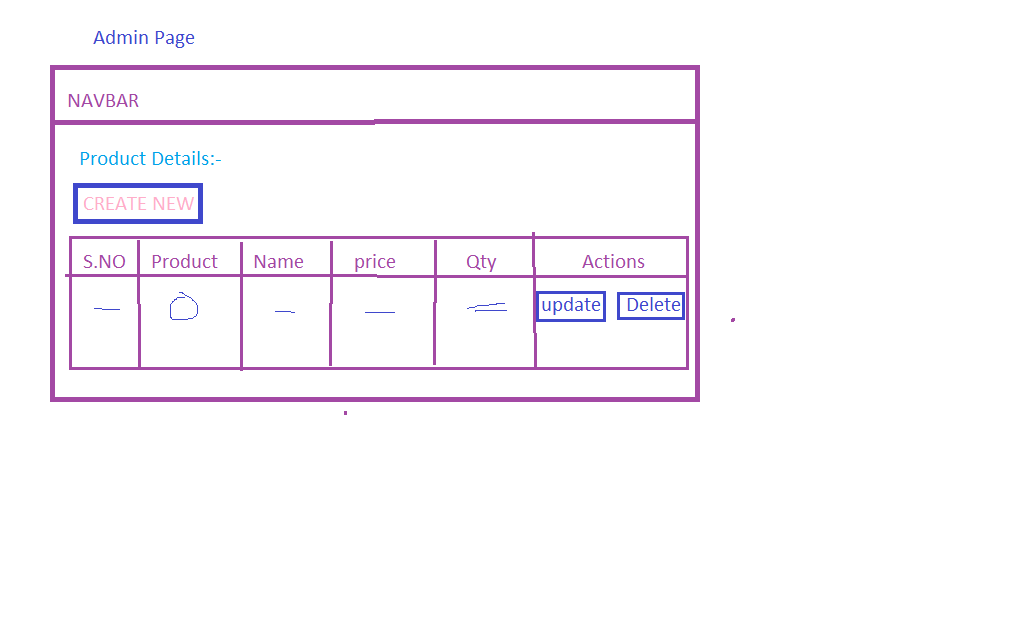 Admin Page
NAVBAR
Product Details:-
CREATE NEW
S.NO Product Name price Qty Actions
update Delete